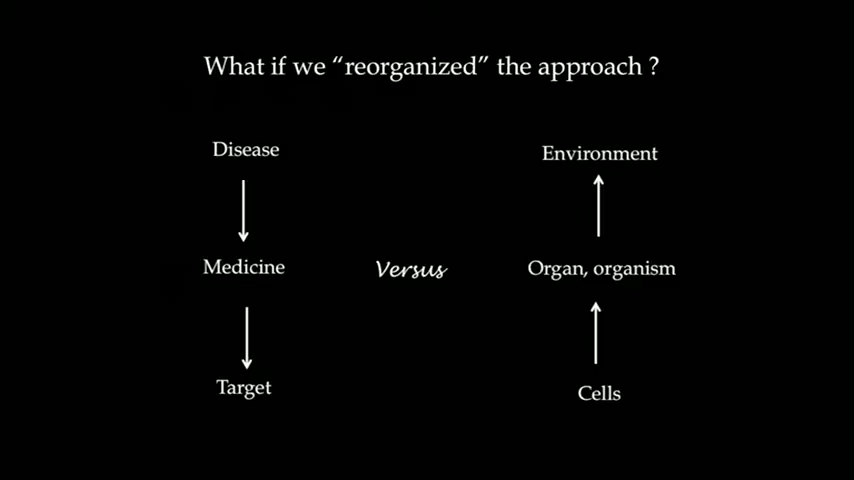 What if we “reorganized” the approach ?
Disease
Environment
Medicine
Versus
Organ, organism
Target
Cells